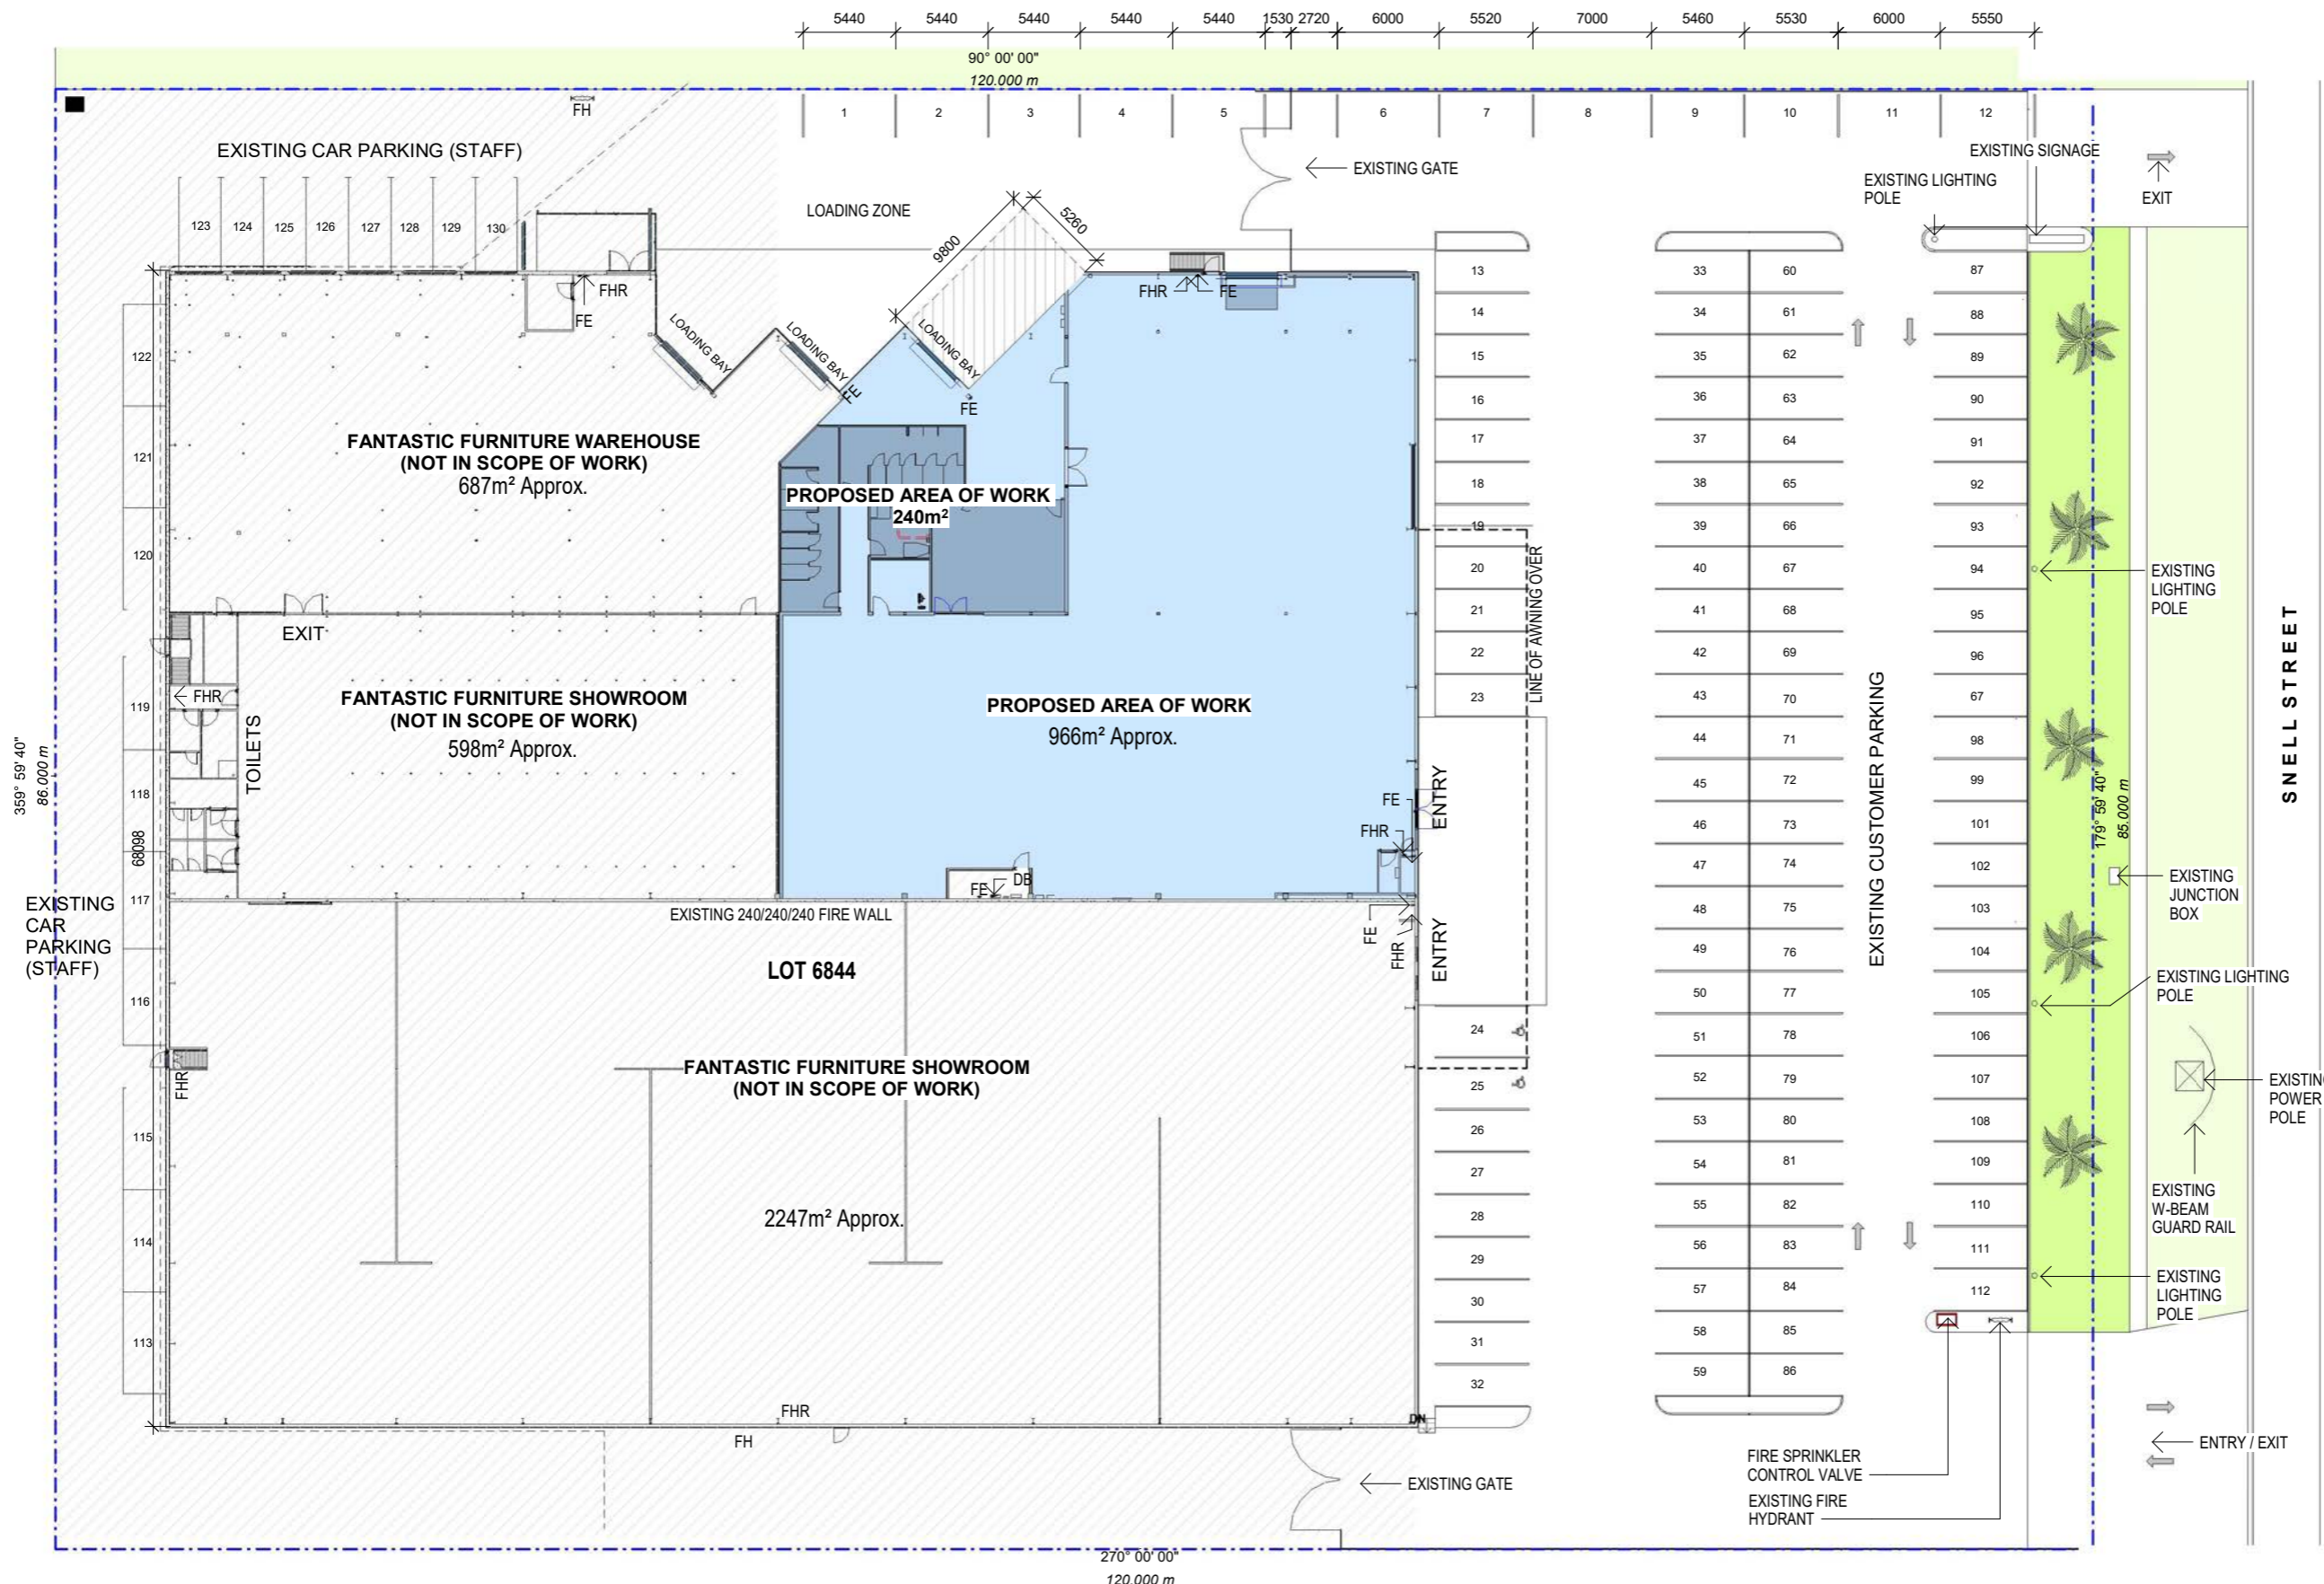 5440 5440 5440 5440 5440 1530 2720 6000 5520 7000 5460 5530 6000 5550
90° 00' 00"
120.000 m
1 2 3 4 5 6 7 8 9 10 11 12
FH
EXISTING CAR PARKING (STAFF)
EXISTING SIGNAGE
EXISTING GATE
EXISTING LIGHTING
POLE
EXIT
LOADING ZONE
9800
5260
123 124 125 126 127 128 129 130
FHR
FE
FHR
FE
LOADING BAY
LOADING BAY
LOADING BAY
FE
FE
122
121
120
119
118
117
116
115
114
113
FANTASTIC FURNITURE WAREHOUSE
(NOT IN SCOPE OF WORK)
687m² Approx.
PROPOSED AREA OF WORK
240m²
EXIT
FHR
TOILETS
FANTASTIC FURNITURE SHOWROOM
(NOT IN SCOPE OF WORK)
598m² Approx.
PROPOSED AREA OF WORK
966m² Approx.
359° 59' 40"
86.000 m
68098
EXISTING
CAR
PARKING
(STAFF)
FE
DB
FE
FHR
ENTRY
EXISTING 240/240/240 FIRE WALL
FE
FHR
ENTRY
LOT 6844
FANTASTIC FURNITURE SHOWROOM
(NOT IN SCOPE OF WORK)
2247m² Approx.
FHR
FHR
FH
DN
EXISTING GATE
LINE OF AWNING OVER
13
14
15
16
17
18
19
20
21
22
23
24
25
26
27
28
29
30
31
32
33
34
35
36
37
38
39
40
41
42
43
44
45
46
47
48
49
50
51
52
53
54
55
56
57
58
59
60
61
62
63
64
65
66
67
68
69
70
71
72
73
74
75
76
77
78
79
80
81
82
83
84
85
86
EXISTING CUSTOMER PARKING
87
88
89
90
91
92
93
94
95
96
67
98
99
101
102
103
104
105
106
107
108
109
110
111
112
179° 59' 40"
85.000 m
SNELL STREET
EXISTING
LIGHTING
POLE
EXISTING
JUNCTION
BOX
EXISTING LIGHTING
POLE
EXISTIN
POWER
POLE
EXISTING
W-BEAM
GUARD RAIL
EXISTING
LIGHTING
POLE
ENTRY / EXIT
FIRE SPRINKLER
CONTROL VALVE
EXISTING FIRE
HYDRANT
270° 00' 00"
120.000 m